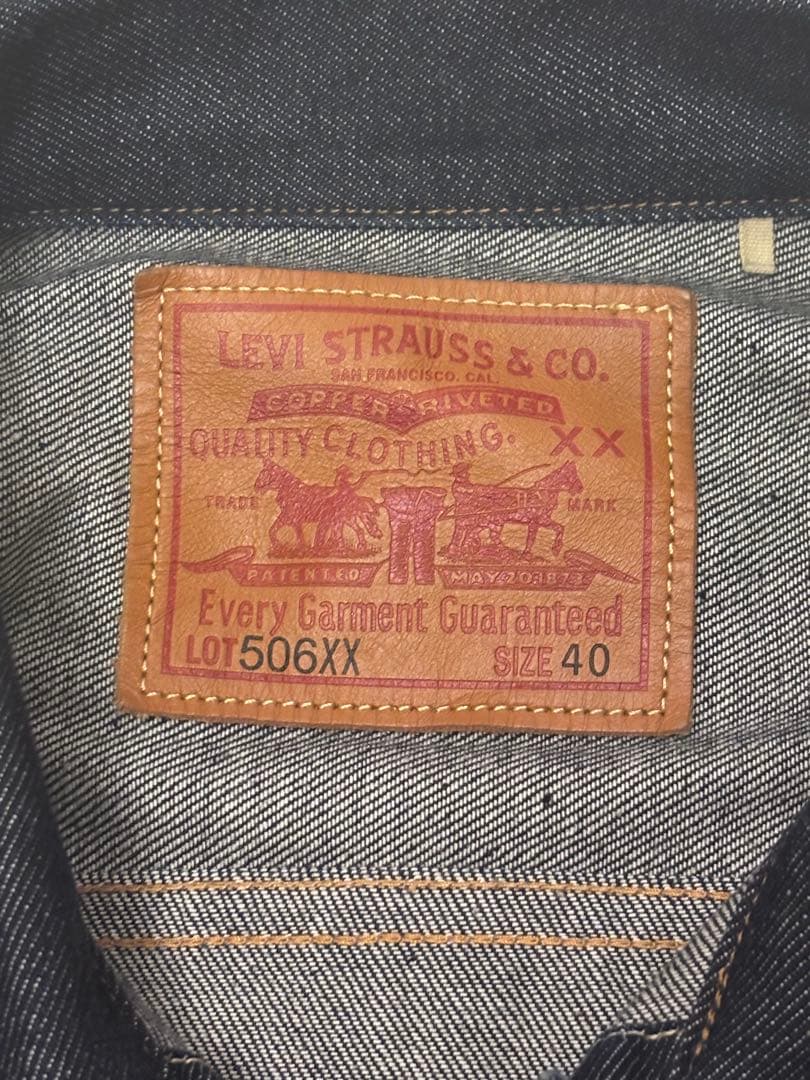 LEVI STRAUSS & CO.
SAN FRANCISCO. CAL.
COPPER RIVETED
QUALITY CLOTHING. XX
TRADE MARK
PATENTED MAY 20 1873
Every Garment Guaranteed
LOT 506XX SIZE 40